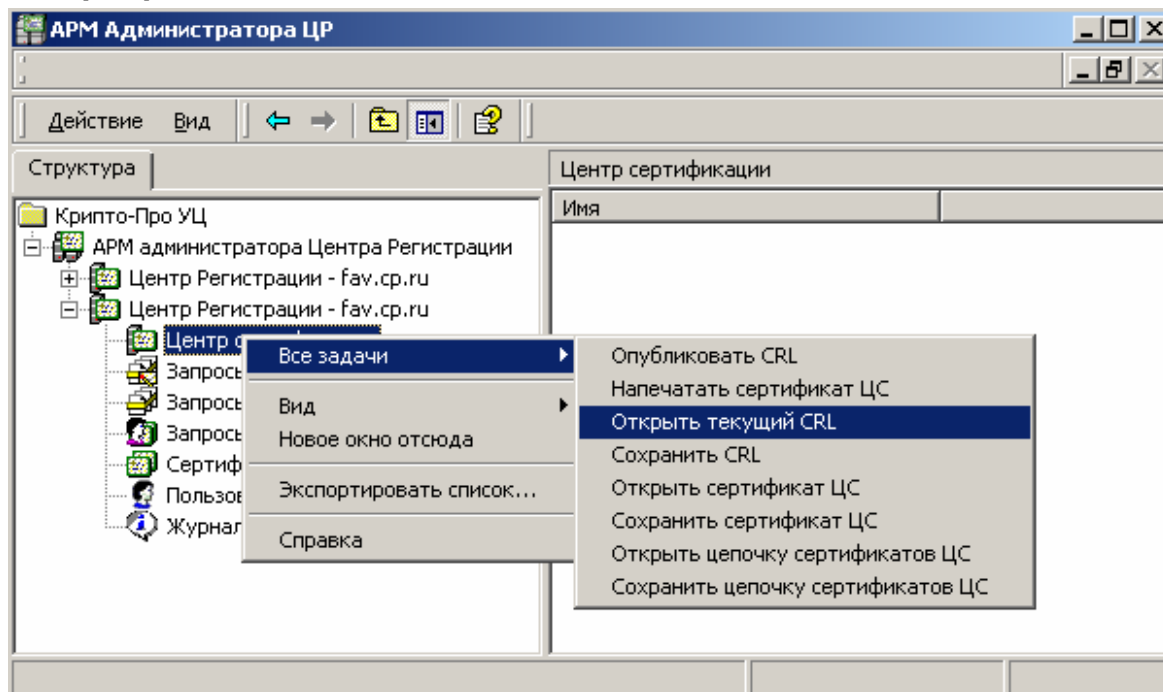 АРМ Администратора ЦР
Действие Вид
Структура
Центр сертификации
Имя
Крипто-Про УЦ
АРМ администратора Центра Регистрации
Центр Регистрации - fav.cp.ru
Центр Регистрации - fav.cp.ru
Центр
Запросы
Запросы
Запросы
Сертиф
Пользов
Журнал
Все задачи
Вид
Новое окно отсюда
Экспортировать список...
Справка
Опубликовать CRL
Напечатать сертификат ЦС
Открыть текущий CRL
Сохранить CRL
Открыть сертификат ЦС
Сохранить сертификат ЦС
Открыть цепочку сертификатов ЦС
Сохранить цепочку сертификатов ЦС